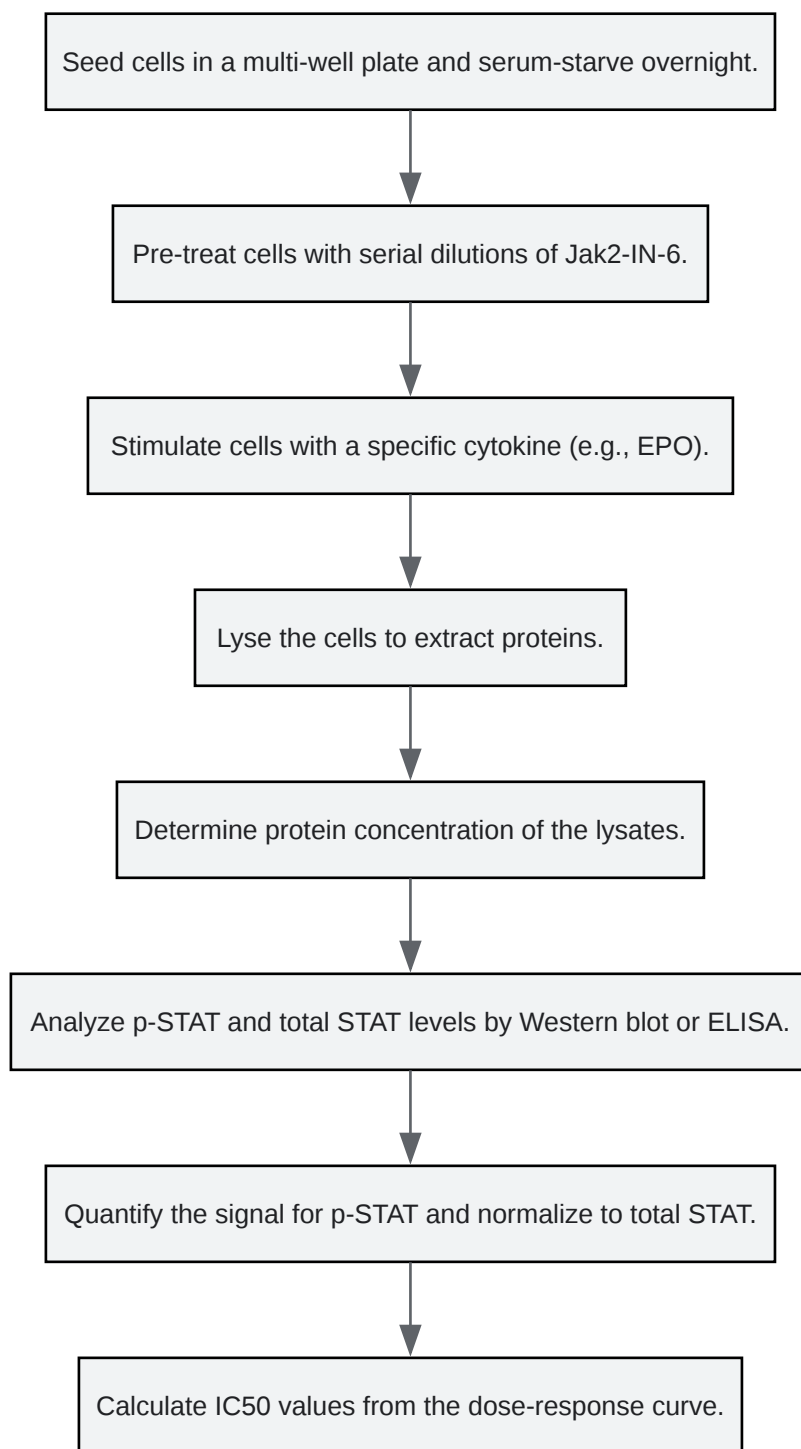 Seed cells in a multi-well plate and serum-starve overnight.
Pre-treat cells with serial dilutions of Jak2-IN-6.
Stimulate cells with a specific cytokine (e.g., EPO).
Lyse the cells to extract proteins.
Determine protein concentration of the lysates.
Analyze p-STAT and total STAT levels by Western blot or ELISA.
Quantify the signal for p-STAT and normalize to total STAT.
Calculate IC50 values from the dose-response curve.